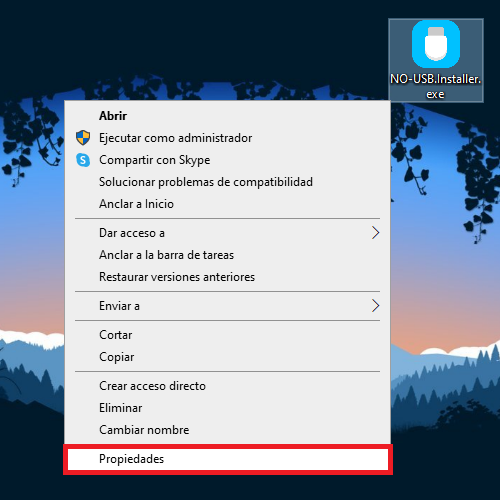 NO-USB.Installer.
exe
Abrir
Ejecutar como administrador
Compartir con Skype
Solucionar problemas de compatibilidad
Anclar a Inicio
Dar acceso a
Anclar a la barra de tareas
Restaurar versiones anteriores
Enviar a
Cortar
Copiar
Crear acceso directo
Eliminar
Cambiar nombre
Propiedades